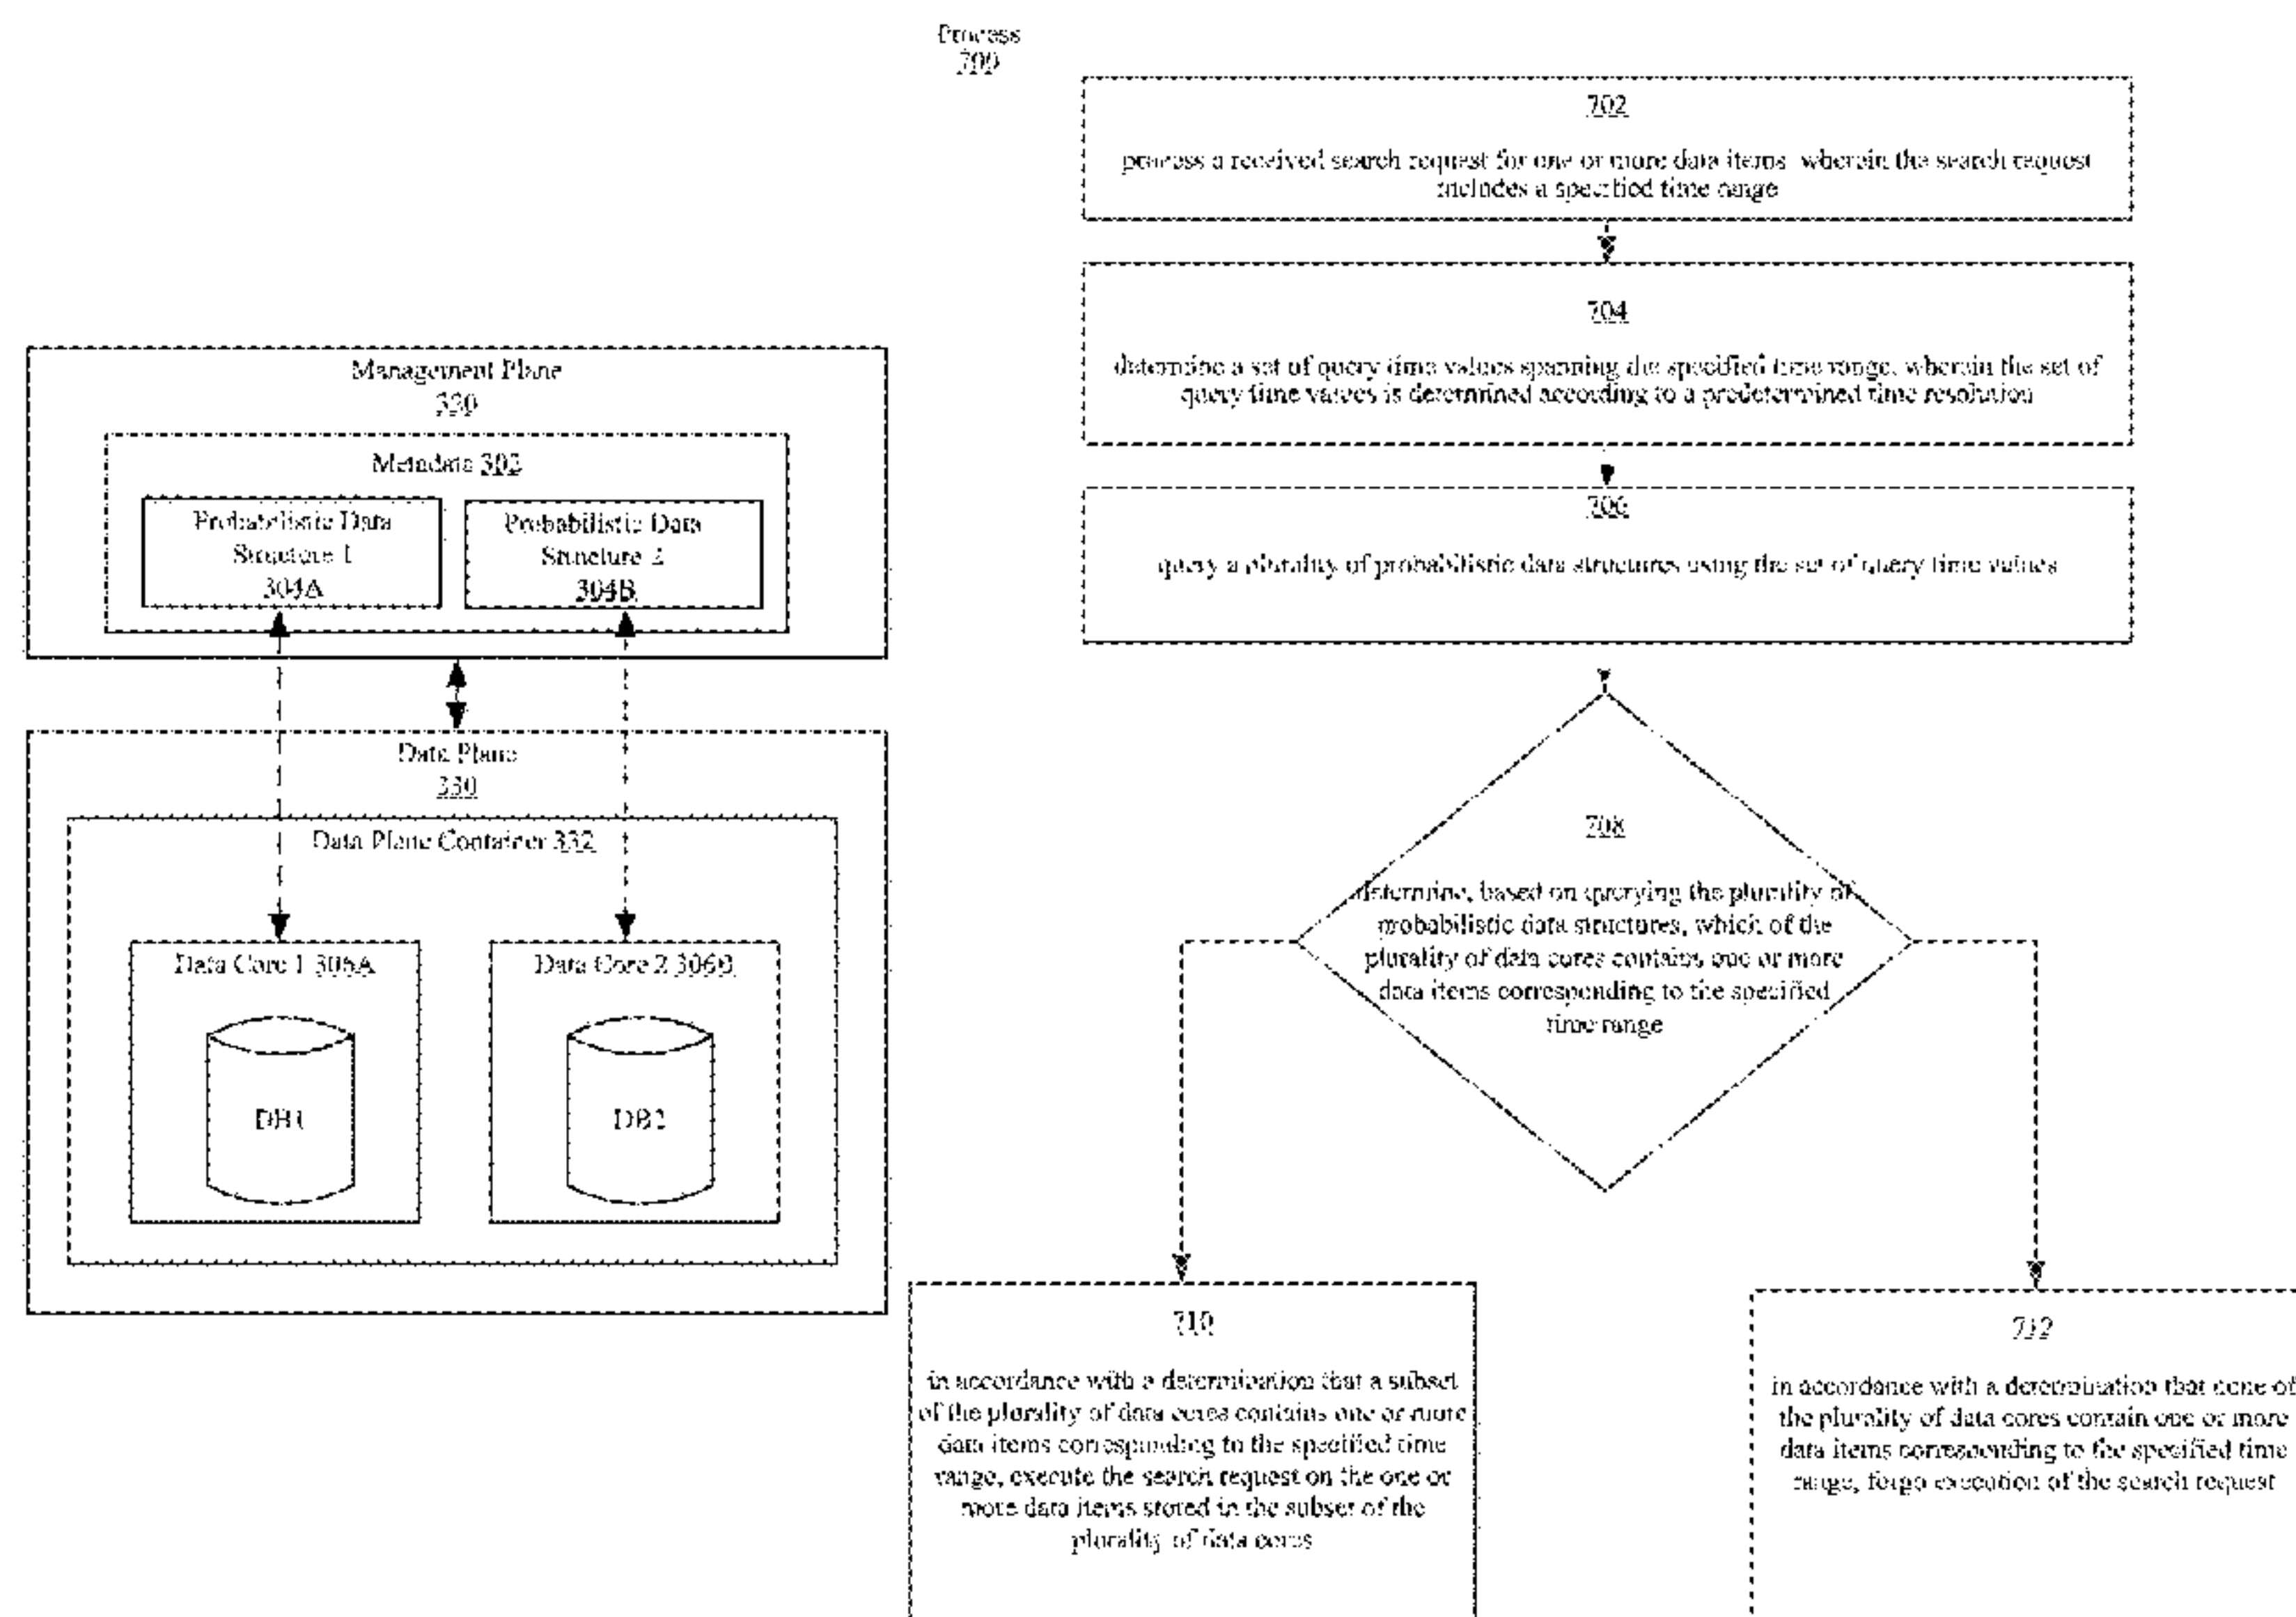 Process
700
702
process a received search request for one or more data items, wherein the search request
includes a specified time range
704
determine a set of query time values spanning the specified time range, wherein the set of
query time values is determined according to a predetermined time resolution
706
query a plurality of probabilistic data structures using the set of query time values
708
determine, based on querying the plurality of
probabilistic data structures, which of the
plurality of data cores contains one or more
data items corresponding to the specified
time range
710
in accordance with a determination that a subset
of the plurality of data cores contains one or more
data items corresponding to the specified time
range, execute the search request on the one or
more data items stored in the subset of the
plurality of data cores
712
in accordance with a determination that none of
the plurality of data cores contain one or more
data items corresponding to the specified time
range, forgo execution of the search request
Management Plane
320
Metadata 302
Probabilistic Data
Structure 1
304A
Probabilistic Data
Structure 2
304B
Data Plane
330
Data Plane Container 332
Data Core 1 306A
DB1
Data Core 2 306B
DB2